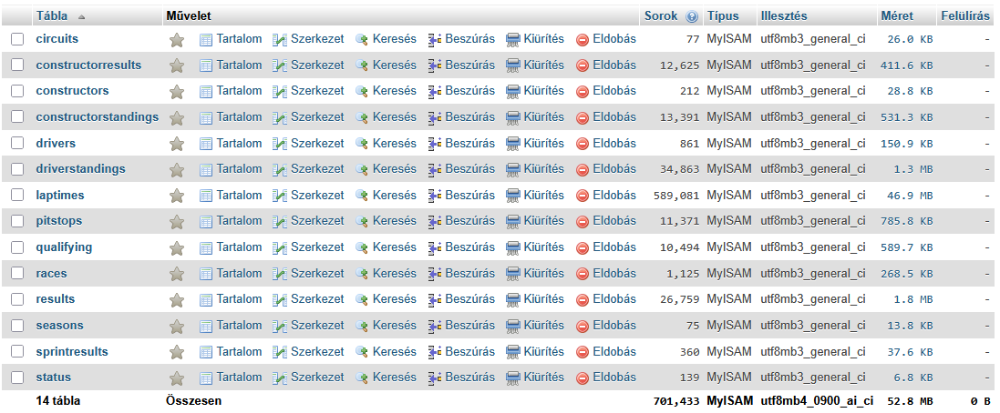 Tábla Művelet Sorok Típus Illesztés Méret Felülírás
circuits Tartalom Szerkezet Keresés Beszúrás Kiürítés Eldobás 77 MyISAM utf8mb3_general_ci 26.0 KB -
constructorresults Tartalom Szerkezet Keresés Beszúrás Kiürítés Eldobás 12,625 MyISAM utf8mb3_general_ci 411.6 KB -
constructors Tartalom Szerkezet Keresés Beszúrás Kiürítés Eldobás 212 MyISAM utf8mb3_general_ci 28.8 KB -
constructorstandings Tartalom Szerkezet Keresés Beszúrás Kiürítés Eldobás 13,391 MyISAM utf8mb3_general_ci 531.3 KB -
drivers Tartalom Szerkezet Keresés Beszúrás Kiürítés Eldobás 861 MyISAM utf8mb3_general_ci 150.9 KB -
driverstandings Tartalom Szerkezet Keresés Beszúrás Kiürítés Eldobás 34,863 MyISAM utf8mb3_general_ci 1.3 MB -
laptimes Tartalom Szerkezet Keresés Beszúrás Kiürítés Eldobás 589,081 MyISAM utf8mb3_general_ci 46.9 MB -
pitstops Tartalom Szerkezet Keresés Beszúrás Kiürítés Eldobás 11,371 MyISAM utf8mb3_general_ci 785.8 KB -
qualifying Tartalom Szerkezet Keresés Beszúrás Kiürítés Eldobás 10,494 MyISAM utf8mb3_general_ci 589.7 KB -
races Tartalom Szerkezet Keresés Beszúrás Kiürítés Eldobás 1,125 MyISAM utf8mb3_general_ci 268.5 KB -
results Tartalom Szerkezet Keresés Beszúrás Kiürítés Eldobás 26,759 MyISAM utf8mb3_general_ci 1.8 MB -
seasons Tartalom Szerkezet Keresés Beszúrás Kiürítés Eldobás 75 MyISAM utf8mb3_general_ci 13.8 KB -
sprintresults Tartalom Szerkezet Keresés Beszúrás Kiürítés Eldobás 360 MyISAM utf8mb3_general_ci 37.6 KB -
status Tartalom Szerkezet Keresés Beszúrás Kiürítés Eldobás 139 MyISAM utf8mb3_general_ci 6.8 KB -
14 tábla Összesen 701,433 MyISAM utf8mb4_0900_ai_ci 52.8 MB 0 B